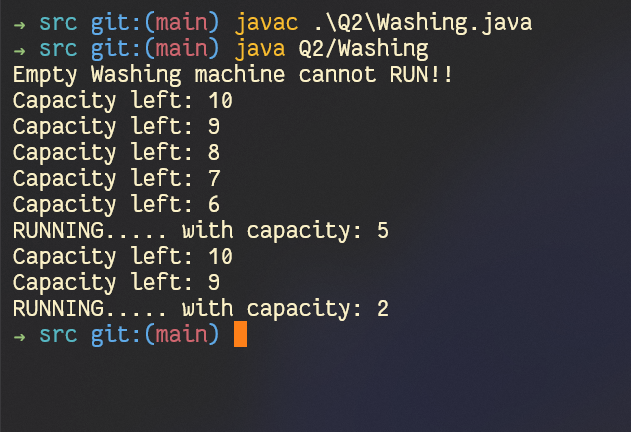 → src git:(main) javac .\Q2\Washing.java
→ src git:(main) java Q2/Washing
Empty Washing machine cannot RUN!!
Capacity left: 10
Capacity left: 9
Capacity left: 8
Capacity left: 7
Capacity left: 6
RUNNING..... with capacity: 5
Capacity left: 10
Capacity left: 9
RUNNING..... with capacity: 2
→ src git:(main)